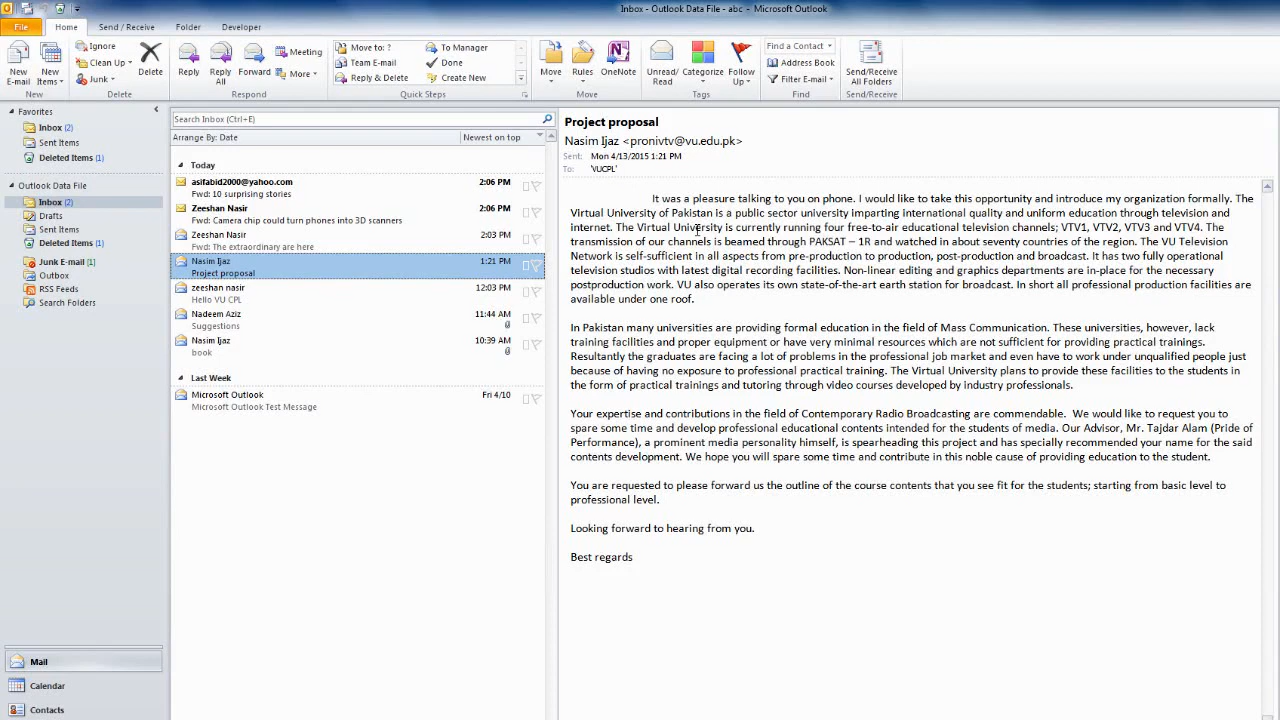 Inbox - Outlook Data File - abc - Microsoft Outlook
File Home Send / Receive Folder Developer
New E-mail
New Items
New
Ignore
Clean Up
Junk
Delete
Delete
Reply
Reply All
Forward
Meeting
More
Respond
Move to: ?
Team E-mail
Reply & Delete
To Manager
Done
Create New
Quick Steps
Move
Rules
OneNote
Move
Unread/ Read
Categorize
Follow Up
Tags
Find a Contact
Address Book
Filter E-mail
Find
Send/Receive All Folders
Send/Receive
Favorites
Inbox (2)
Sent Items
Deleted Items (1)
Outlook Data File
Inbox (2)
Drafts
Sent Items
Deleted Items (1)
Junk E-mail (1)
Outbox
RSS Feeds
Search Folders
Mail
Calendar
Contacts
Search Inbox (Ctrl+E)
Arrange By: Date Newest on top
Today
asifabid2000@yahoo.com 2:06 PM
Fwd: 10 surprising stories
Zeeshan Nasir 2:06 PM
Fwd: Camera chip could turn phones into 3D scanners
Zeeshan Nasir 2:03 PM
Fwd: The extraordinary are here
Nasim Ijaz 1:21 PM
Project proposal
zeeshan nasir 12:03 PM
Hello VU CPL
Nadeem Aziz 11:44 AM
Suggestions
Nasim Ijaz 10:39 AM
book
Last Week
Microsoft Outlook Fri 4/10
Microsoft Outlook Test Message
Project proposal
Nasim Ijaz <pronivtv@vu.edu.pk>
Sent: Mon 4/13/2015 1:21 PM
To: 'VUCPL'
It was a pleasure talking to you on phone. I would like to take this opportunity and introduce my organization formally. The
Virtual University of Pakistan is a public sector university imparting international quality and uniform education through television and
internet. The Virtual University is currently running four free-to-air educational television channels; VTV1, VTV2, VTV3 and VTV4. The
transmission of our channels is beamed through PAKSAT – 1R and watched in about seventy countries of the region. The VU Television
Network is self-sufficient in all aspects from pre-production to production, post-production and broadcast. It has two fully operational
television studios with latest digital recording facilities. Non-linear editing and graphics departments are in-place for the necessary
postproduction work. VU also operates its own state-of-the-art earth station for broadcast. In short all professional production facilities are
available under one roof.
In Pakistan many universities are providing formal education in the field of Mass Communication. These universities, however, lack
training facilities and proper equipment or have very minimal resources which are not sufficient for providing practical trainings.
Resultantly the graduates are facing a lot of problems in the professional job market and even have to work under unqualified people just
because of having no exposure to professional practical training. The Virtual University plans to provide these facilities to the students in
the form of practical trainings and tutoring through video courses developed by industry professionals.
Your expertise and contributions in the field of Contemporary Radio Broadcasting are commendable. We would like to request you to
spare some time and develop professional educational contents intended for the students of media. Our Advisor, Mr. Tajdar Alam (Pride of
Performance), a prominent media personality himself, is spearheading this project and has specially recommended your name for the said
contents development. We hope you will spare some time and contribute in this noble cause of providing education to the student.
You are requested to please forward us the outline of the course contents that you see fit for the students; starting from basic level to
professional level.
Looking forward to hearing from you.
Best regards